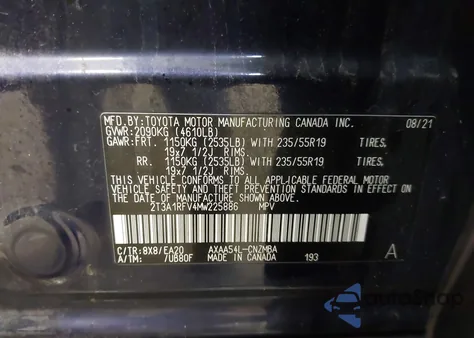 MFD.BY:TOYOTA MOTOR MANUFACTURING CANADA INC. 08/21
GVWR:2090KG (4610LB)
GAWR:FRT. 1150KG (2535LB) WITH 235/55R19 TIRES.
19x7 1/2J RIMS.
RR. 1150KG (2535LB) WITH 235/55R19 TIRES.
19x7 1/2J RIMS.
THIS VEHICLE CONFORMS TO ALL APPLICABLE FEDERAL MOTOR
VEHICLE SAFETY AND BUMPER STANDARDS IN EFFECT ON THE
DATE OF MANUFACTURE SHOWN ABOVE.
2T3A1RFV4MW225886 MPV
C/TR:8X8/EA20 AXAA54L-CNZMBA A
A/TM: /UB80F MADE IN CANADA 193
AutoShop